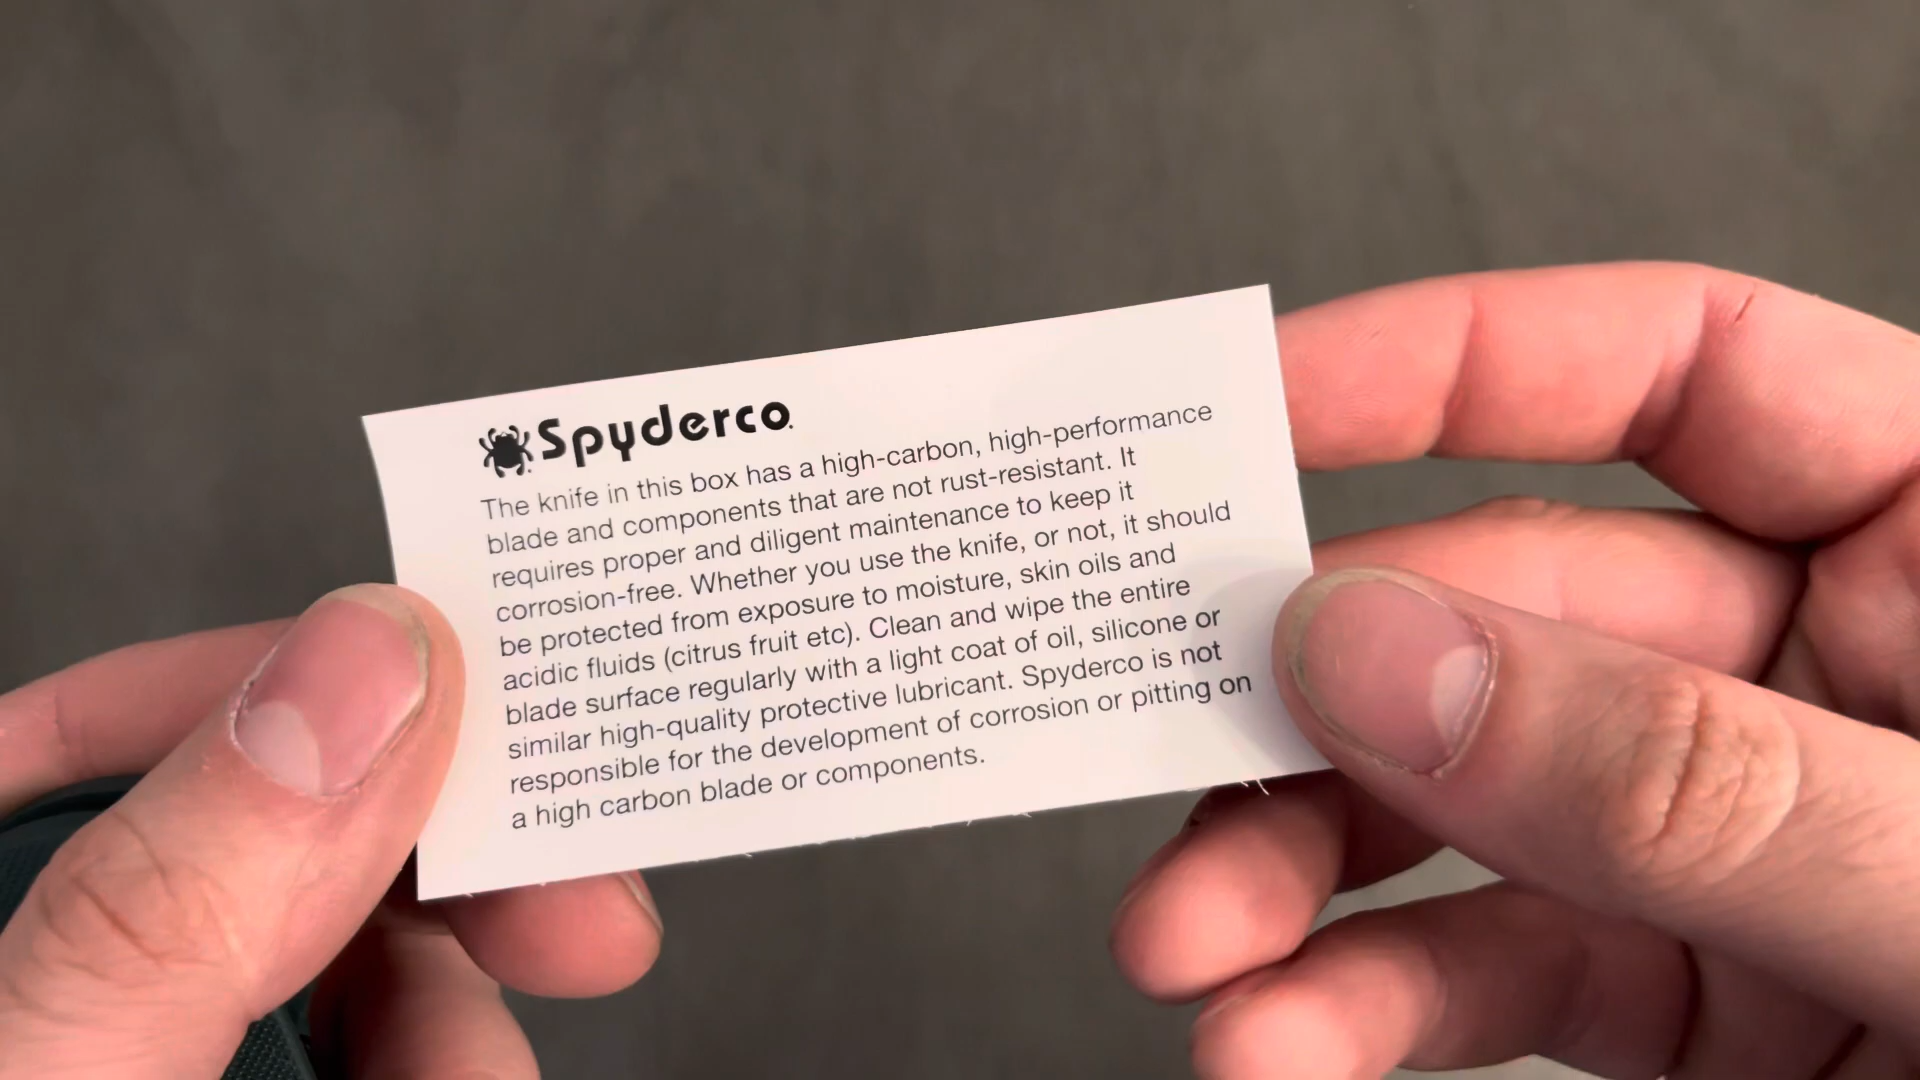 Spyderco
The knife in this box has a high-carbon, high-performance
blade and components that are not rust-resistant. It
requires proper and diligent maintenance to keep it
corrosion-free. Whether you use the knife, or not, it should
be protected from exposure to moisture, skin oils and
acidic fluids (citrus fruit etc). Clean and wipe the entire
blade surface regularly with a light coat of oil, silicone or
similar high-quality protective lubricant. Spyderco is not
responsible for the development of corrosion or pitting on
a high carbon blade or components.